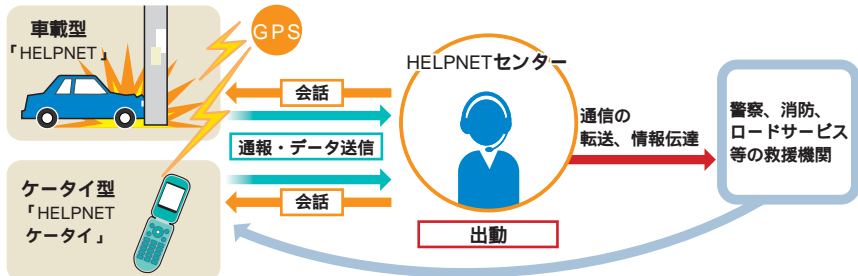 車載型
「HELPNET」
GPS
会話
通報・データ送信
会話
ケータイ型
「HELPNET
ケータイ」
HELPNETセンター
通信の
転送、情報伝達
出動
警察、消防、
ロードサービス
等の救援機関